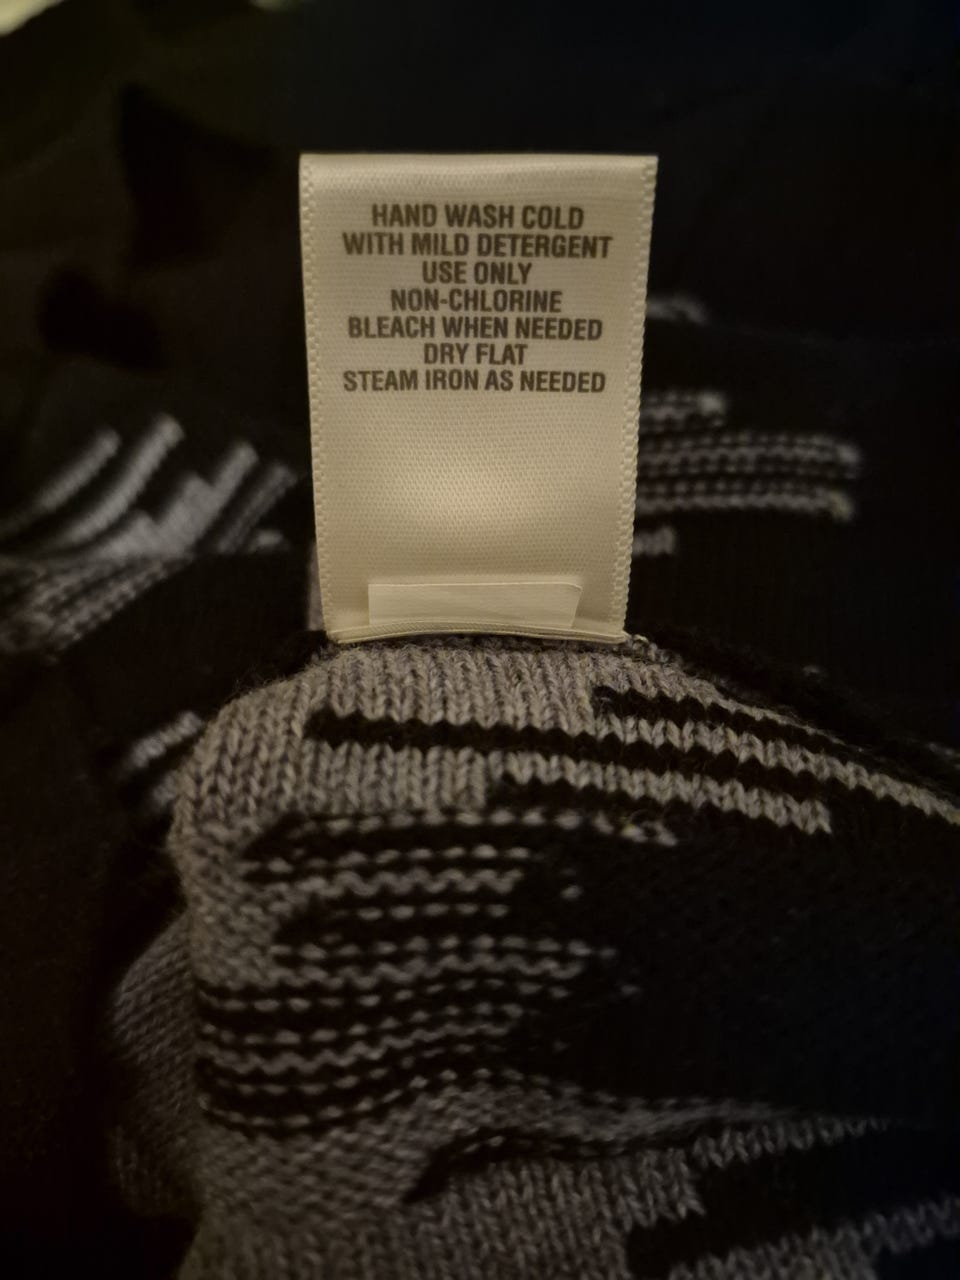 HAND WASH COLD
WITH MILD DETERGENT
USE ONLY
NON-CHLORINE
BLEACH WHEN NEEDED
DRY FLAT
STEAM IRON AS NEEDED